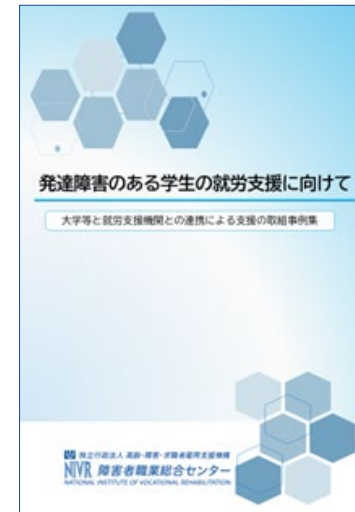 発達障害のある学生の就労支援に向けて
大学等と就労支援機関との連携による支援の取組事例集
独立行政法人 高齢・障害・求職者雇用支援機構
NIVR 障害者職業総合センター
NATIONAL INSTITUTE OF VOCATIONAL REHABILITATION